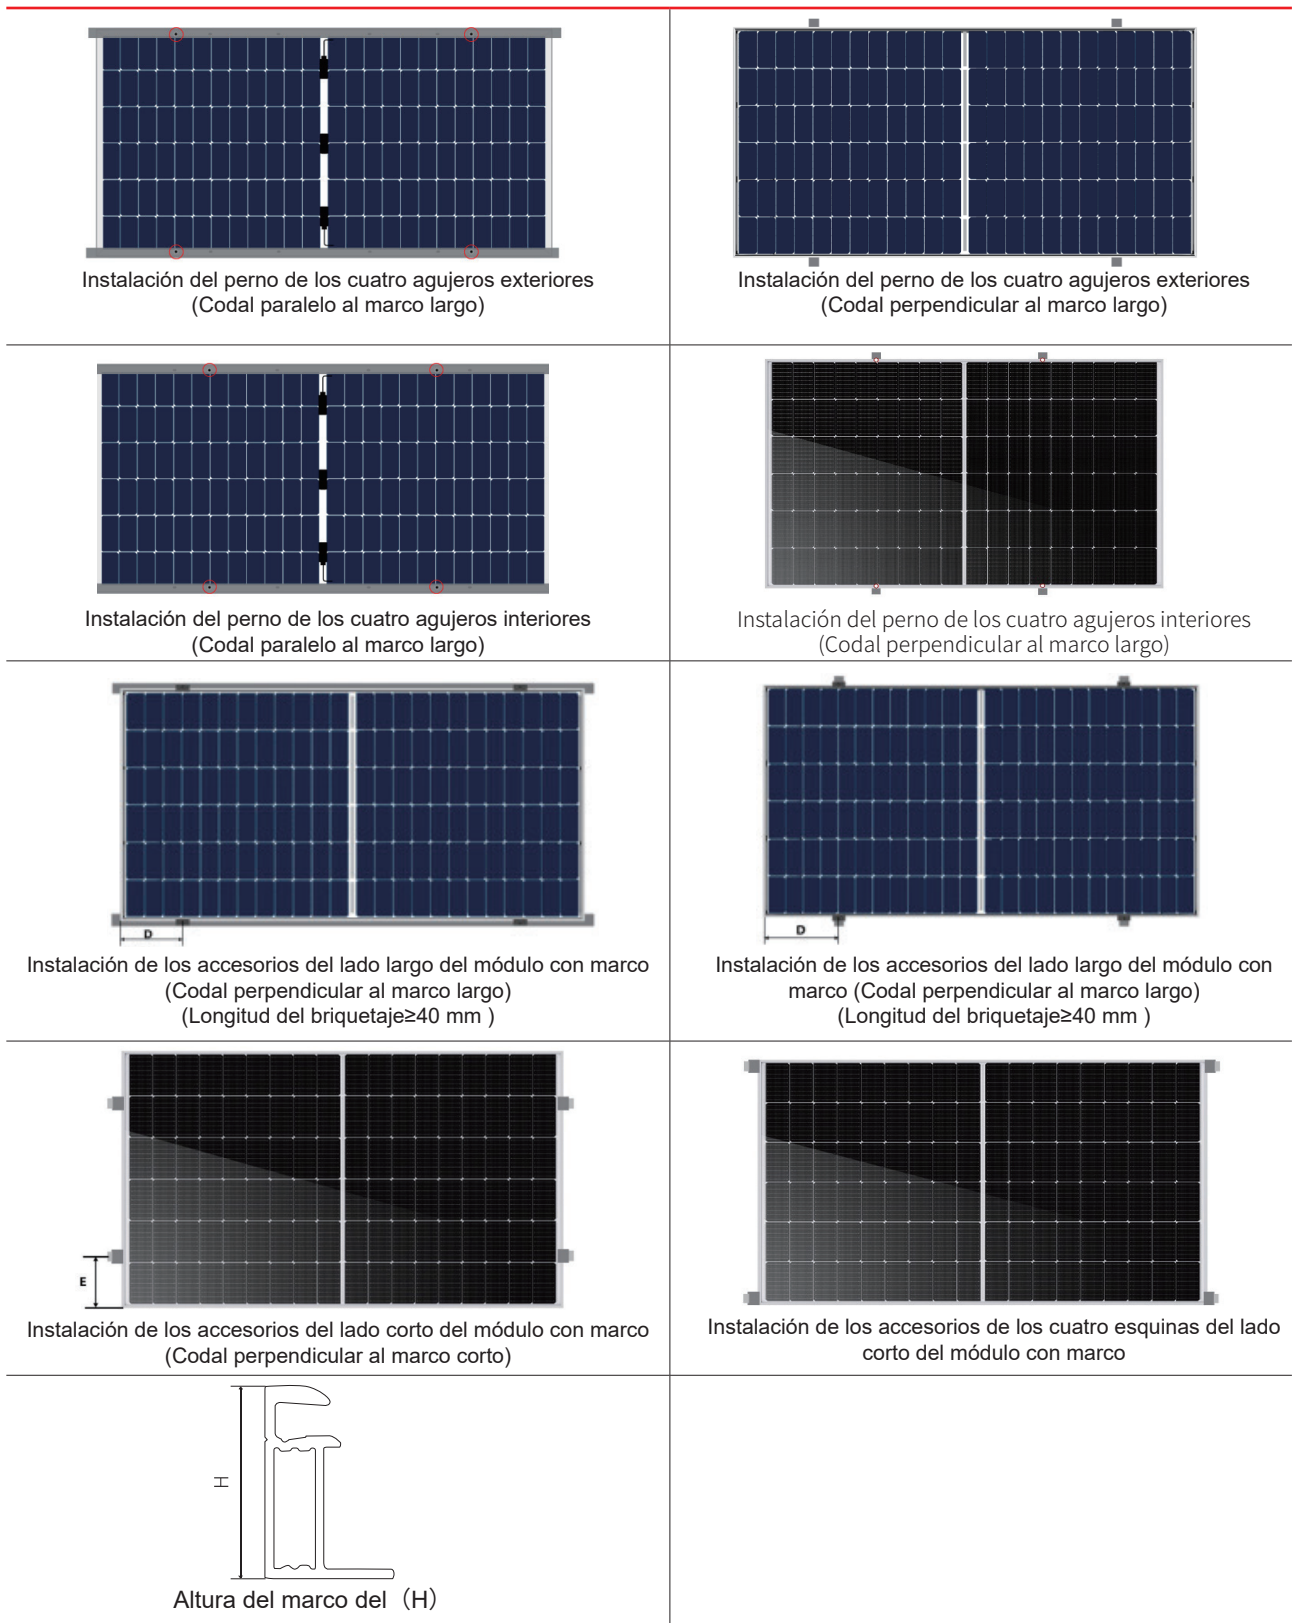 Instalación del perno de los cuatro agujeros exteriores
(Codal paralelo al marco largo)
Instalación del perno de los cuatro agujeros exteriores
(Codal perpendicular al marco largo)
Instalación del perno de los cuatro agujeros interiores
(Codal paralelo al marco largo)
Instalación del perno de los cuatro agujeros interiores
(Codal perpendicular al marco largo)
D
Instalación de los accesorios del lado largo del módulo con marco
(Codal perpendicular al marco largo)
(Longitud del briquetaje≥40 mm )
D
Instalación de los accesorios del lado largo del módulo con
marco (Codal perpendicular al marco largo)
(Longitud del briquetaje≥40 mm )
E
Instalación de los accesorios del lado corto del módulo con marco
(Codal perpendicular al marco corto)
Instalación de los accesorios de los cuatro esquinas del lado
corto del módulo con marco
H
Altura del marco del（H）